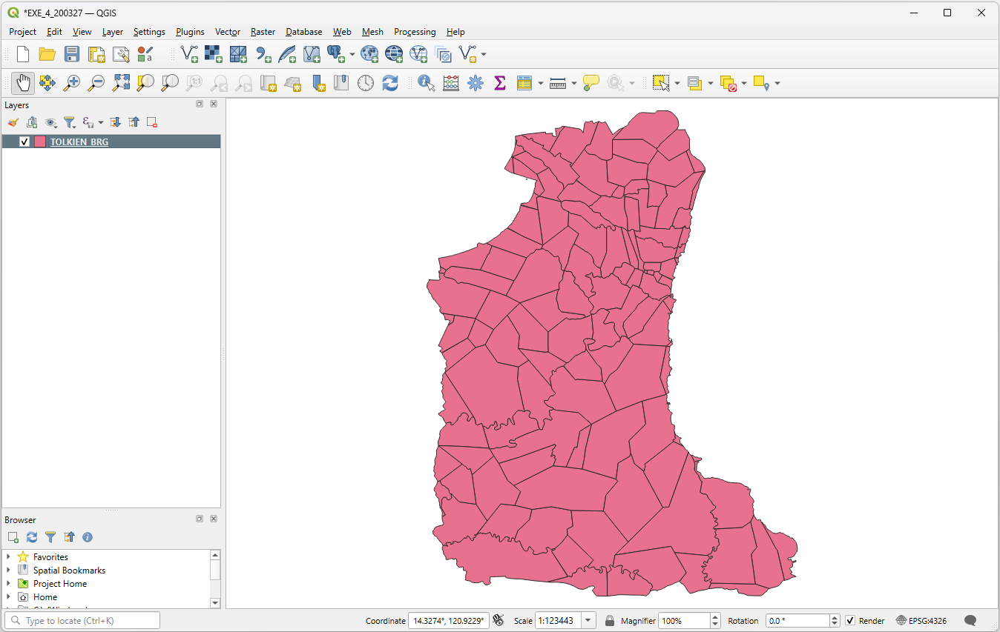 *EXE_4_200327 — QGIS
Project Edit View Layer Settings Plugins Vector Raster Database Web Mesh Processing Help
Layers
TOLKIEN_BRG
Browser
Favorites
Spatial Bookmarks
Project Home
Home
Type to locate (Ctrl+K)
Coordinate 14.3274°, 120.9229° Scale 1:123443 Magnifier 100% Rotation 0.0 ° Render EPSG:4326